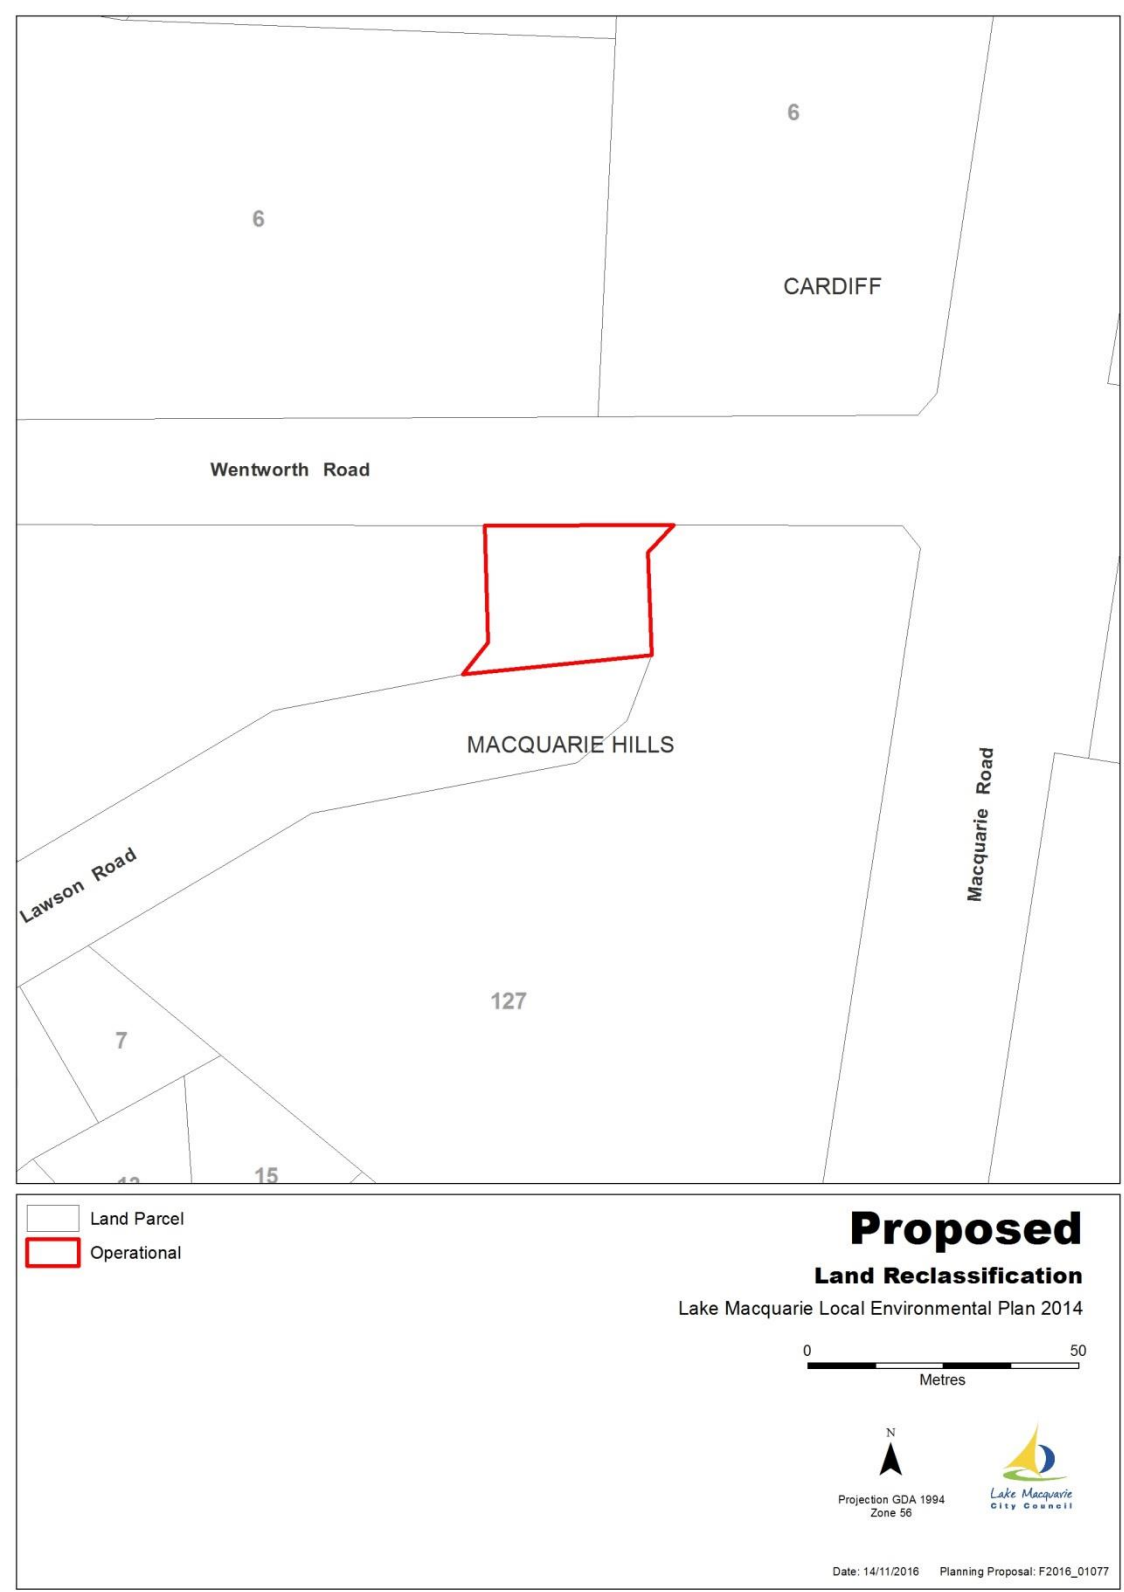 6
6
CARDIFF
Wentworth Road
MACQUARIE HILLS
Macquarie Road
Lawson Road
127
7
15
Land Parcel
Operational
Proposed
Land Reclassification
Lake Macquarie Local Environmental Plan 2014
0 50
Metres
N
Projection GDA 1994
Zone 56
Lake Macquarie
City Council
Date: 14/11/2016 Planning Proposal: F2016_01077